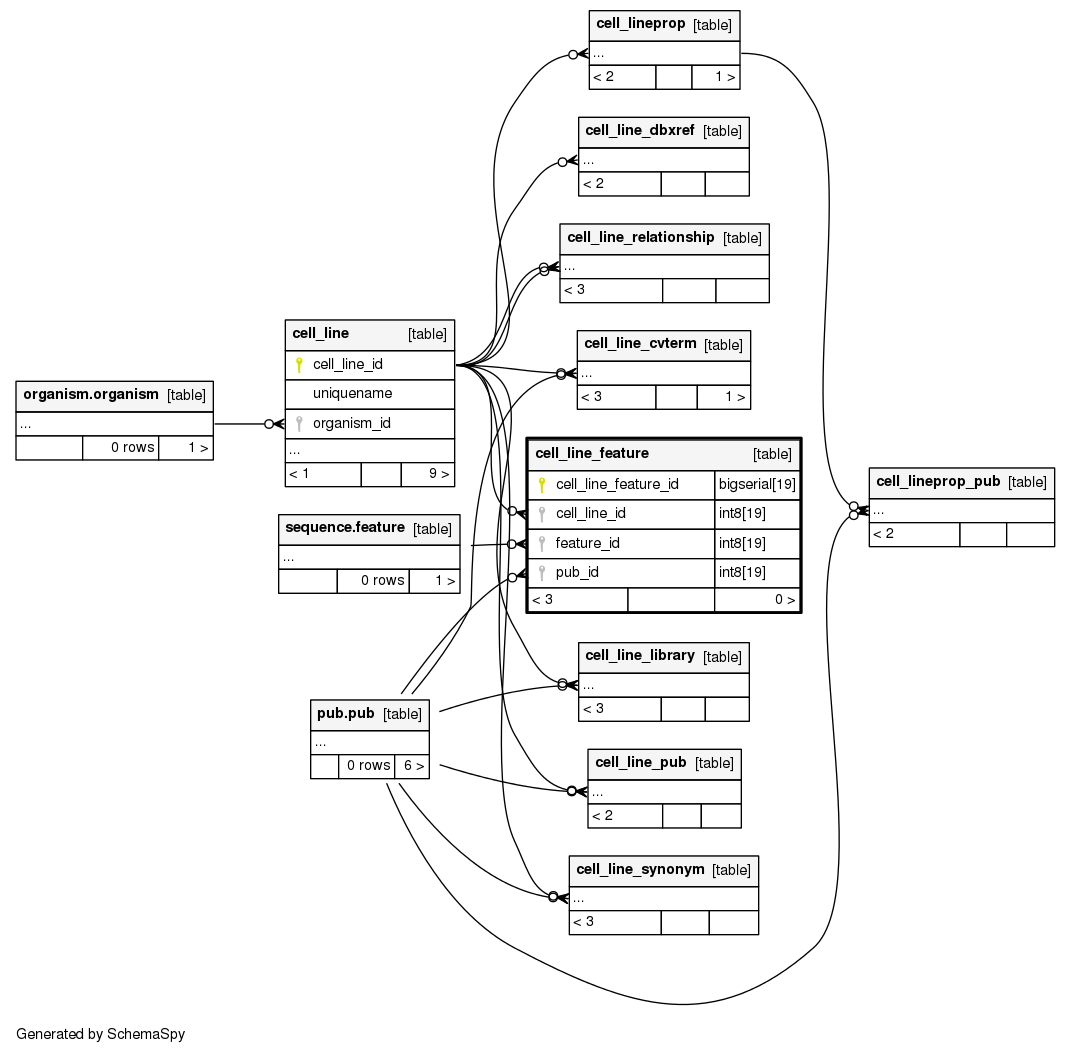 cell_lineprop [table]
...
< 2 1 >
cell_line_dbxref [table]
...
< 2
cell_line_relationship [table]
...
< 3
cell_line [table]
cell_line_id
uniquename
organism_id
...
< 1 9 >
cell_line_cvterm [table]
...
< 3 1 >
organism.organism [table]
...
0 rows 1 >
cell_line_feature [table]
cell_line_feature_id bigserial[19]
cell_line_id int8[19]
feature_id int8[19]
pub_id int8[19]
< 3 0 >
sequence.feature [table]
...
0 rows 1 >
cell_lineprop_pub [table]
...
< 2
cell_line_library [table]
...
< 3
pub.pub [table]
...
0 rows 6 >
cell_line_pub [table]
...
< 2
cell_line_synonym [table]
...
< 3
Generated by SchemaSpy